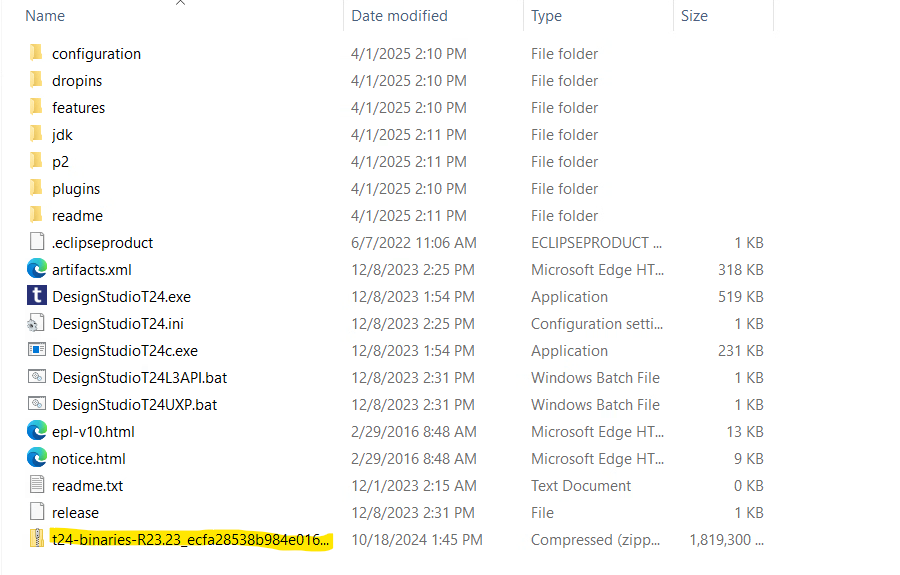 Name Date modified Type Size
configuration 4/1/2025 2:10 PM File folder
dropins 4/1/2025 2:10 PM File folder
features 4/1/2025 2:10 PM File folder
jdk 4/1/2025 2:11 PM File folder
p2 4/1/2025 2:11 PM File folder
plugins 4/1/2025 2:10 PM File folder
readme 4/1/2025 2:11 PM File folder
.eclipseproduct 6/7/2022 11:06 AM ECLIPSEPRODUCT ... 1 KB
artifacts.xml 12/8/2023 2:25 PM Microsoft Edge HT... 318 KB
DesignStudioT24.exe 12/8/2023 1:54 PM Application 519 KB
DesignStudioT24.ini 12/8/2023 2:25 PM Configuration setti... 1 KB
DesignStudioT24c.exe 12/8/2023 1:54 PM Application 231 KB
DesignStudioT24L3API.bat 12/8/2023 2:31 PM Windows Batch File 1 KB
DesignStudioT24UXP.bat 12/8/2023 2:31 PM Windows Batch File 1 KB
epl-v10.html 2/29/2016 8:48 AM Microsoft Edge HT... 13 KB
notice.html 2/29/2016 8:48 AM Microsoft Edge HT... 9 KB
readme.txt 12/1/2023 2:15 AM Text Document 0 KB
release 12/8/2023 2:31 PM File 1 KB
t24-binaries-R23.23_ecfa28538b984e016... 10/18/2024 1:45 PM Compressed (zipp... 1,819,300 ...